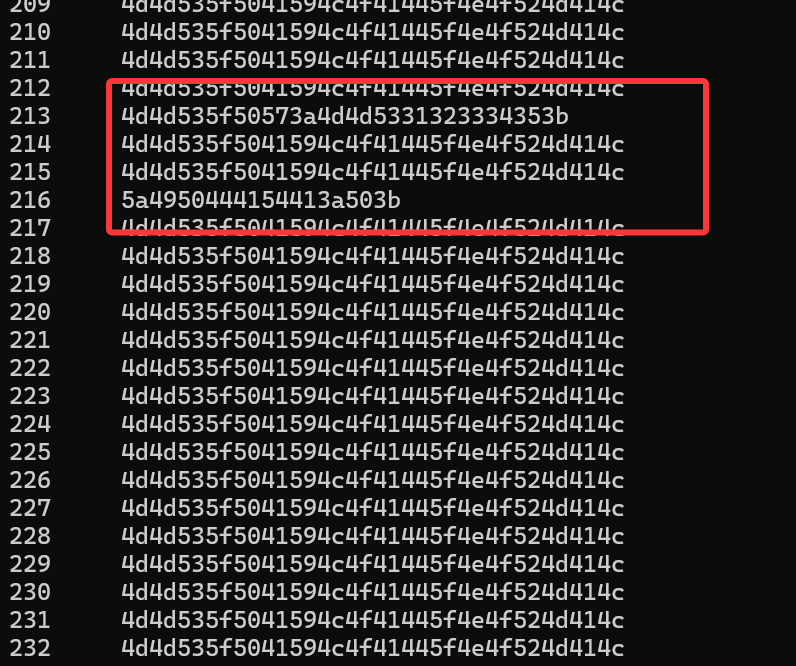 209 4d4d535f5041594c4f41445f4e4f524d414c
210 4d4d535f5041594c4f41445f4e4f524d414c
211 4d4d535f5041594c4f41445f4e4f524d414c
212 4d4d535f5041594c4f41445f4e4f524d414c
213 4d4d535f50573a4d4d5331323334353b
214 4d4d535f5041594c4f41445f4e4f524d414c
215 4d4d535f5041594c4f41445f4e4f524d414c
216 5a4950444154413a503b
217 4d4d535f5041594c4f41445f4e4f524d414c
218 4d4d535f5041594c4f41445f4e4f524d414c
219 4d4d535f5041594c4f41445f4e4f524d414c
220 4d4d535f5041594c4f41445f4e4f524d414c
221 4d4d535f5041594c4f41445f4e4f524d414c
222 4d4d535f5041594c4f41445f4e4f524d414c
223 4d4d535f5041594c4f41445f4e4f524d414c
224 4d4d535f5041594c4f41445f4e4f524d414c
225 4d4d535f5041594c4f41445f4e4f524d414c
226 4d4d535f5041594c4f41445f4e4f524d414c
227 4d4d535f5041594c4f41445f4e4f524d414c
228 4d4d535f5041594c4f41445f4e4f524d414c
229 4d4d535f5041594c4f41445f4e4f524d414c
230 4d4d535f5041594c4f41445f4e4f524d414c
231 4d4d535f5041594c4f41445f4e4f524d414c
232 4d4d535f5041594c4f41445f4e4f524d414c